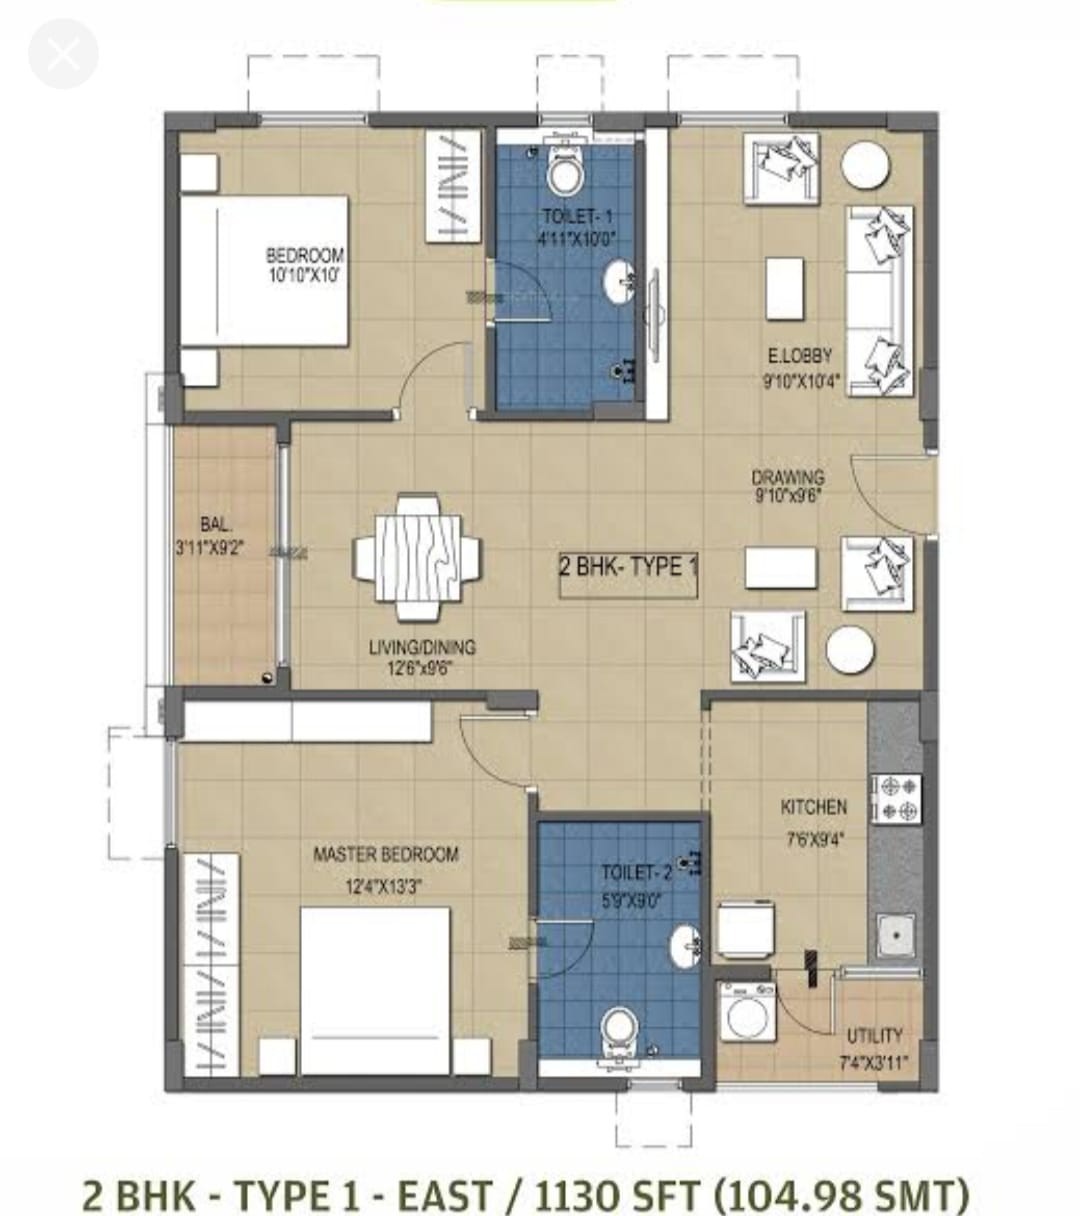 BEDROOM
10'10"X10'
TOILET- 1
4'11"X10'0"
E.LOBBY
9'10"X10'4"
DRAWING
9'10"x9'6"
BAL.
3'11"X9'2"
2 BHK- TYPE 1
LIVING/DINING
12'6"x9'6"
KITCHEN
7'6'X9'4"
MASTER BEDROOM
12'4"X13'3"
TOILET- 2
5'9"X9'0"
UTILITY
7'4"X3'11"
2 BHK - TYPE 1 - EAST / 1130 SFT (104.98 SMT)